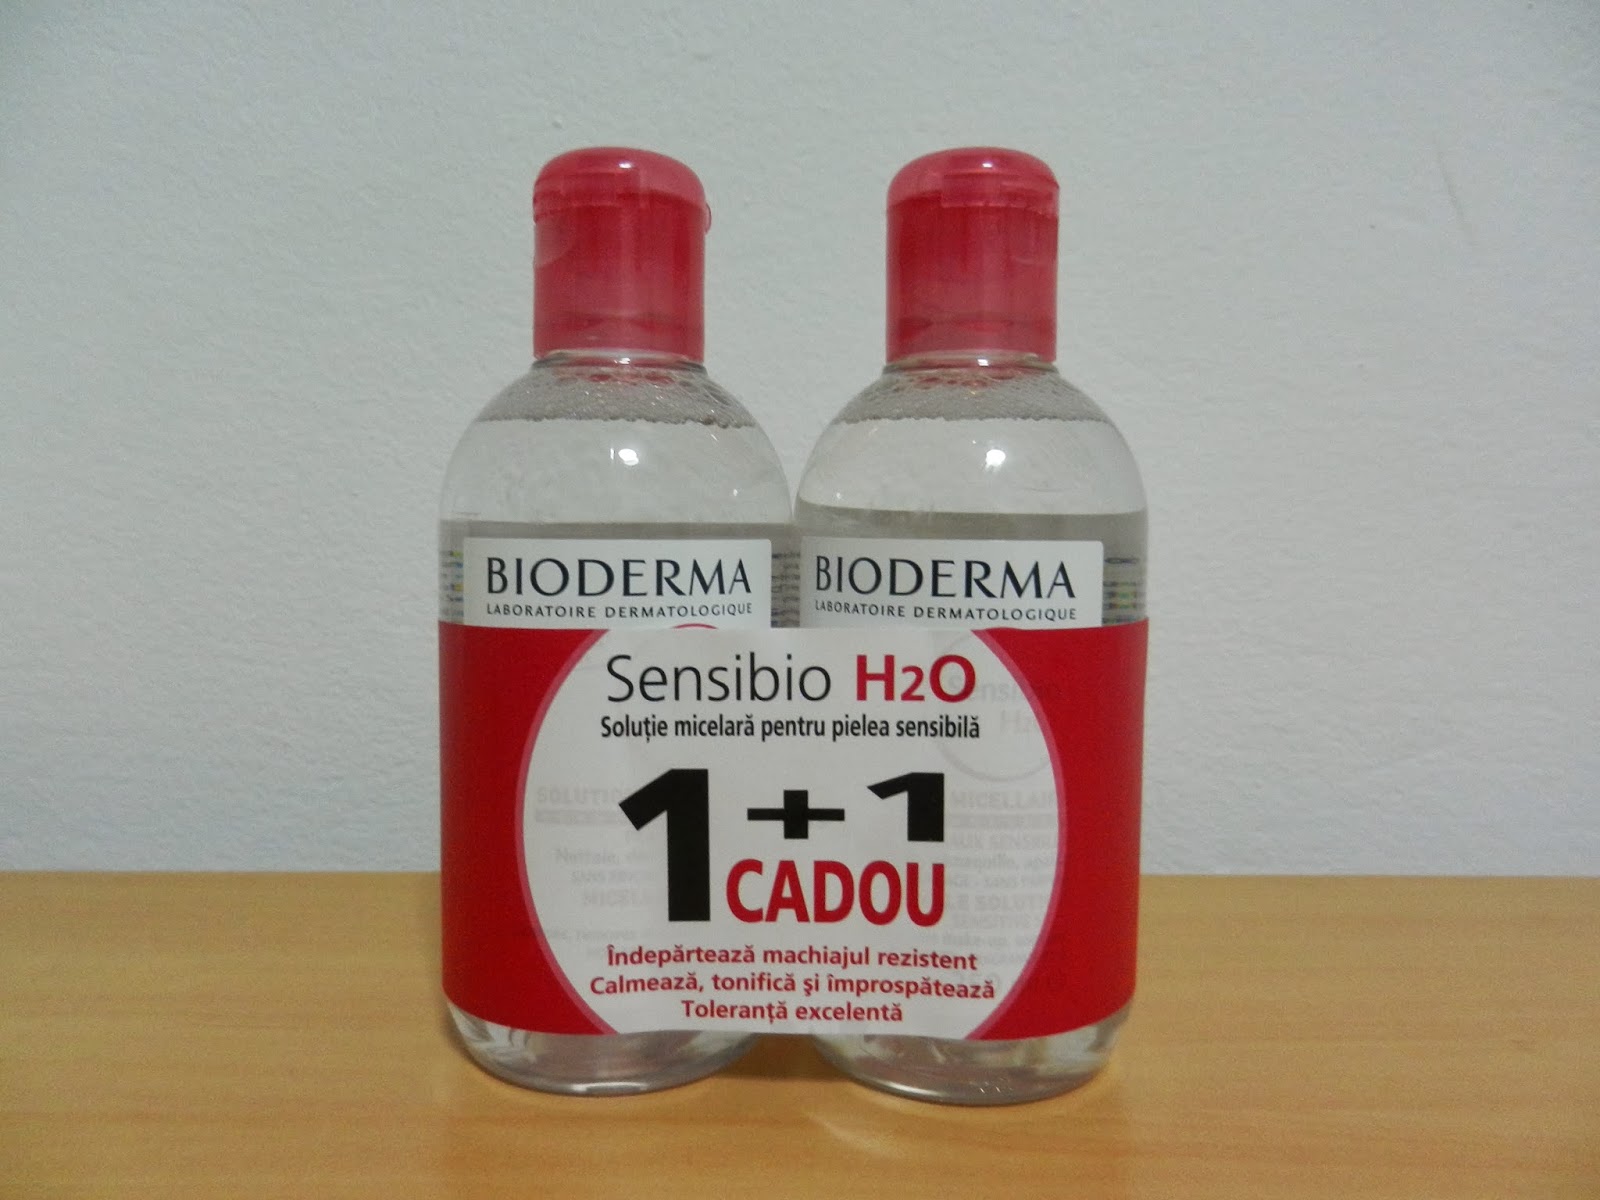 BIODERMA
LABORATOIRE DERMATOLOGIQUE
BIODERMA
LABORATOIRE DERMATOLOGIQUE
Sensibio H2O
Soluție micelară pentru pielea sensibilă
1+1
CADOU
Îndepărtează machiajul rezistent
Calmează, tonifică și împrospătează
Toleranță excelentă